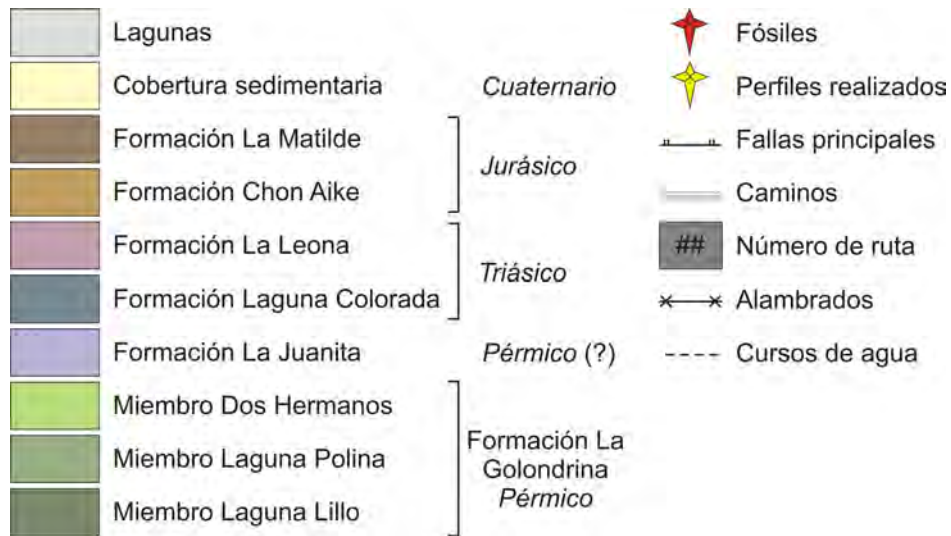 Lagunas
Cobertura sedimentaria
Cuaternario
Formación La Matilde
Formación Chon Aike
Jurásico
Formación La Leona
Formación Laguna Colorada
Triásico
Formación La Juanita
Pérmico (?)
Miembro Dos Hermanos
Miembro Laguna Polina
Miembro Laguna Lillo
Formación La
Golondrina
Pérmico
Fósiles
Perfiles realizados
Fallas principales
Caminos
## Número de ruta
Alambrados
Cursos de agua